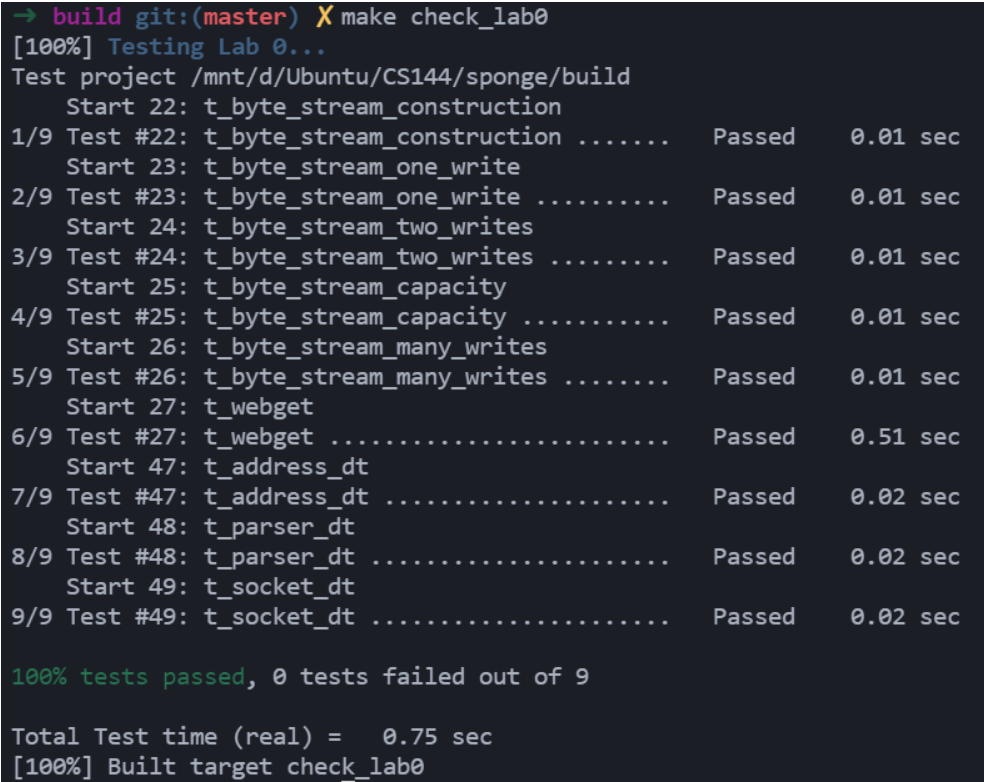 → build git:(master) ✗ make check_lab0
[100%] Testing Lab 0...
Test project /mnt/d/Ubuntu/CS144/sponge/build
    Start 22: t_byte_stream_construction
1/9 Test #22: t_byte_stream_construction .......   Passed    0.01 sec
    Start 23: t_byte_stream_one_write
2/9 Test #23: t_byte_stream_one_write ..........   Passed    0.01 sec
    Start 24: t_byte_stream_two_writes
3/9 Test #24: t_byte_stream_two_writes .........   Passed    0.01 sec
    Start 25: t_byte_stream_capacity
4/9 Test #25: t_byte_stream_capacity ...........   Passed    0.01 sec
    Start 26: t_byte_stream_many_writes
5/9 Test #26: t_byte_stream_many_writes ........   Passed    0.01 sec
    Start 27: t_webget
6/9 Test #27: t_webget .........................   Passed    0.51 sec
    Start 47: t_address_dt
7/9 Test #47: t_address_dt .....................   Passed    0.02 sec
    Start 48: t_parser_dt
8/9 Test #48: t_parser_dt ......................   Passed    0.02 sec
    Start 49: t_socket_dt
9/9 Test #49: t_socket_dt ......................   Passed    0.02 sec

100% tests passed, 0 tests failed out of 9

Total Test time (real) =   0.75 sec
[100%] Built target check_lab0